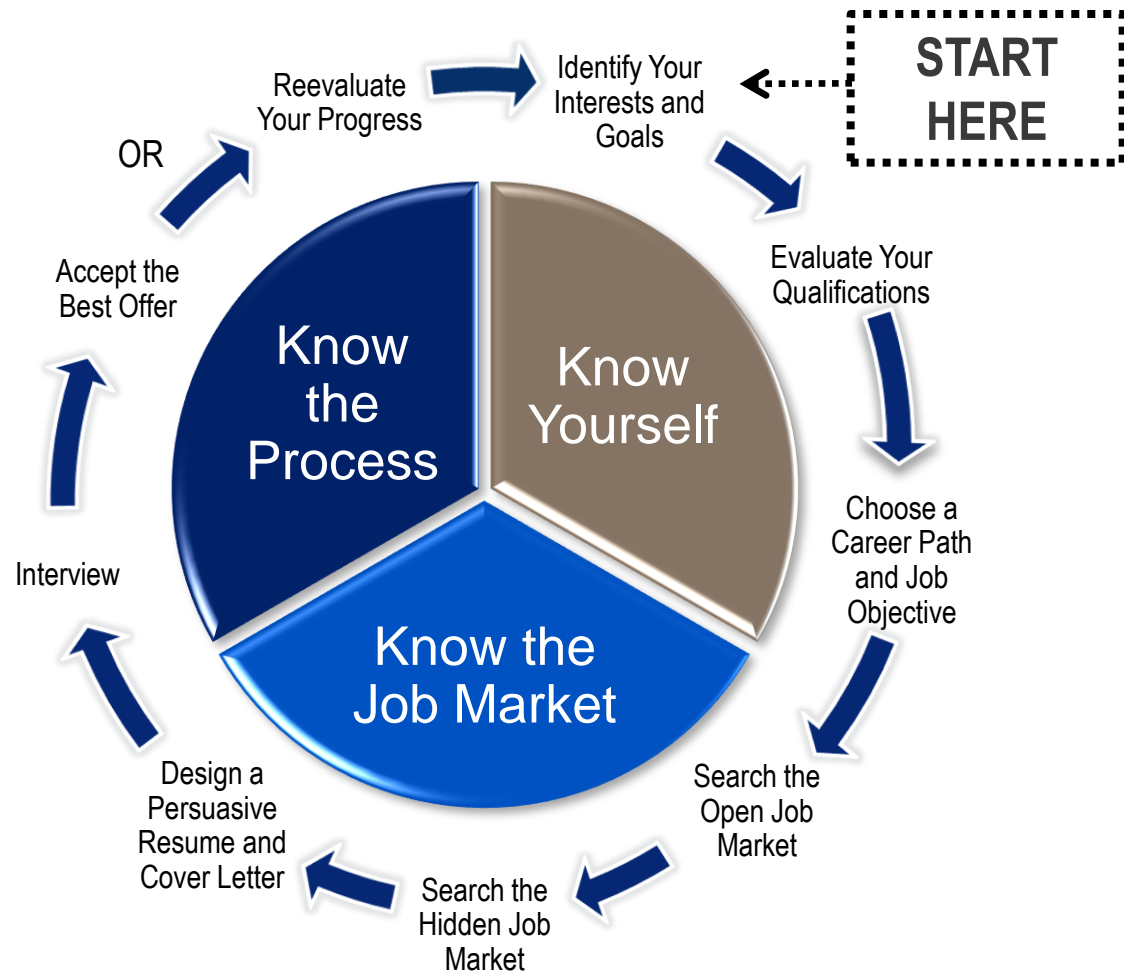 START
HERE
Identify Your
Interests and
Goals
Evaluate Your
Qualifications
Choose a
Career Path
and Job
Objective
Search the
Open Job
Market
Search the
Hidden Job
Market
Design a
Persuasive
Resume and
Cover Letter
Interview
Accept the
Best Offer
OR
Reevaluate
Your Progress
Know
Yourself
Know the
Job Market
Know
the
Process